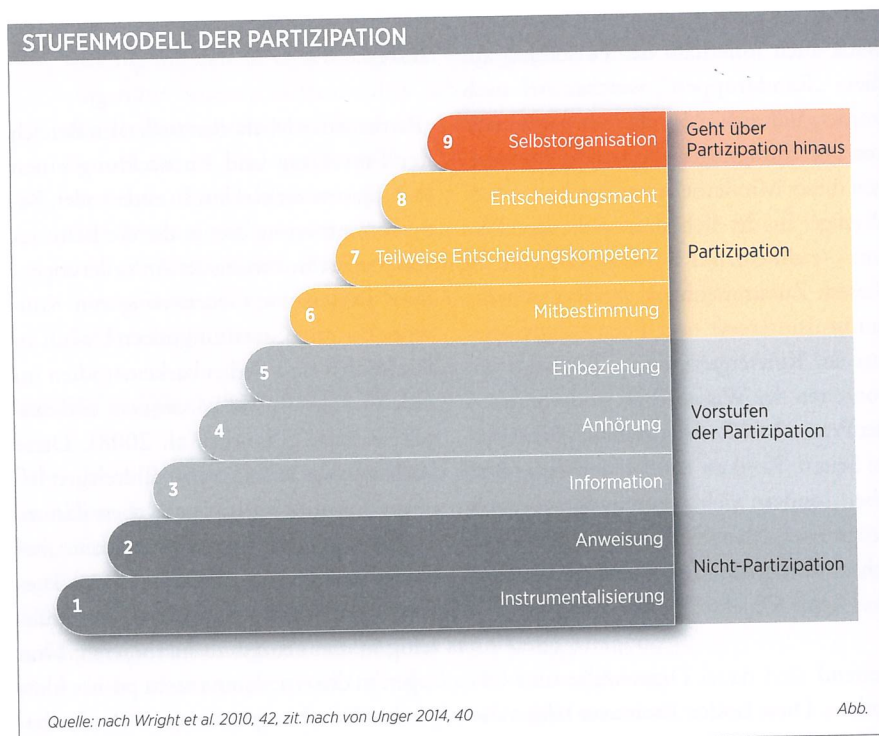 STUFENMODELL DER PARTIZIPATION
9 Selbstorganisation
Geht über
Partizipation hinaus
8 Entscheidungsmacht
7 Teilweise Entscheidungskompetenz
Partizipation
6 Mitbestimmung
5 Einbeziehung
4 Anhörung
Vorstufen
der Partizipation
3 Information
2 Anweisung
Nicht-Partizipation
1 Instrumentalisierung
Quelle: nach Wright et al. 2010, 42, zit. nach von Unger 2014, 40
Abb.